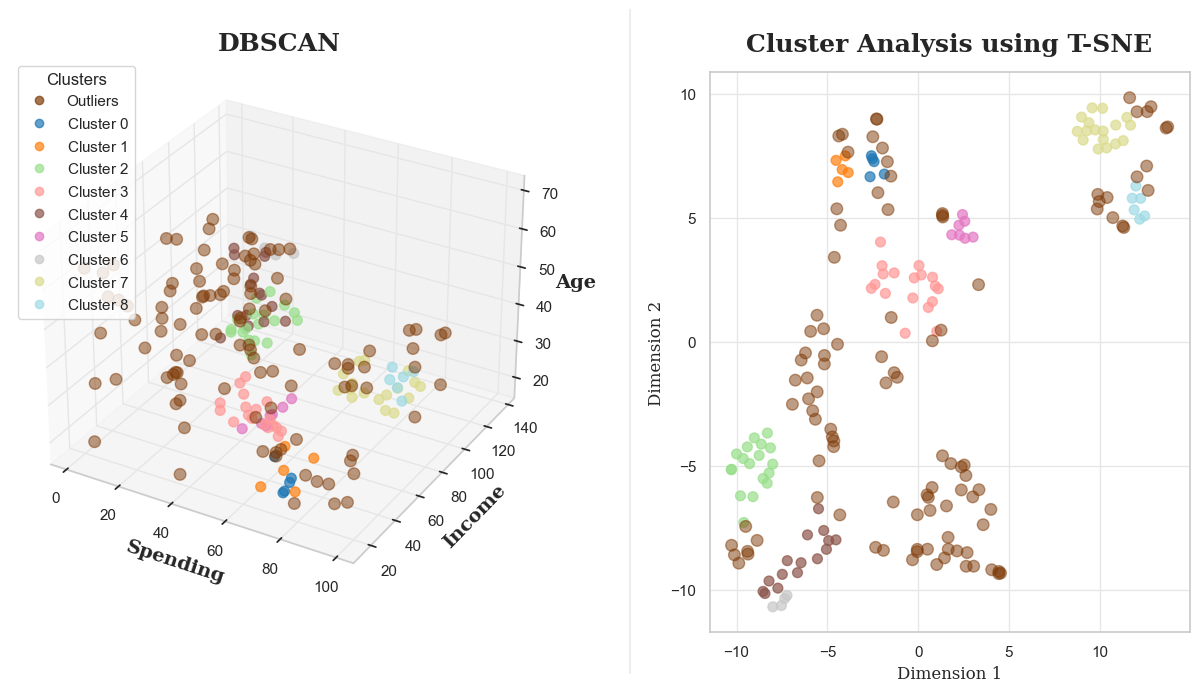 DBSCAN
Clusters
Outliers
Cluster 0
Cluster 1
Cluster 2
Cluster 3
Cluster 4
Cluster 5
Cluster 6
Cluster 7
Cluster 8
70
60
50
40
30
20
Age
0
20
40
60
80
100
Spending
20
40
60
80
100
120
140
Income
Cluster Analysis using T-SNE
10
5
0
−5
−10
Dimension 2
−10
−5
0
5
10
Dimension 1